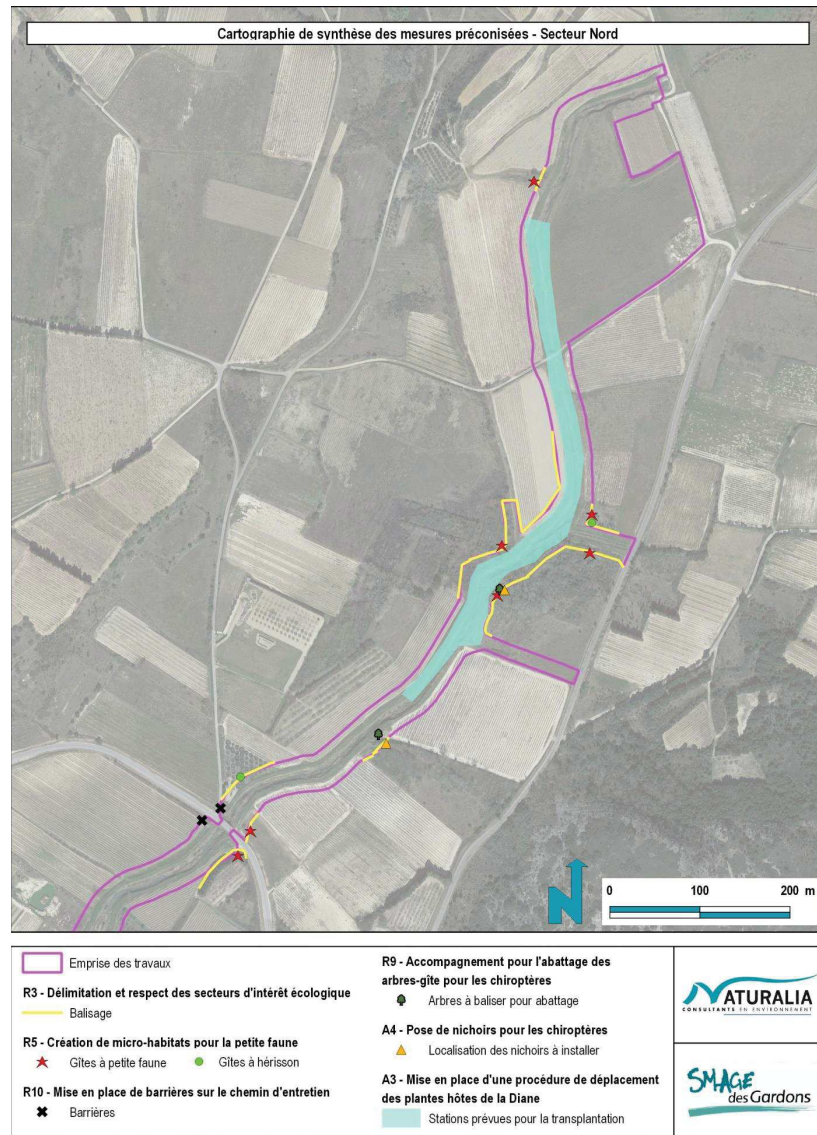 Cartographie de synthèse des mesures préconisées - Secteur Nord
0 100 200 m
Emprise des travaux
R3 - Délimitation et respect des secteurs d'intérêt écologique
Balisage
R5 - Création de micro-habitats pour la petite faune
Gîtes à petite faune
Gîtes à hérisson
R10 - Mise en place de barrières sur le chemin d'entretien
Barrières
R9 - Accompagnement pour l'abattage des
arbres-gîte pour les chiroptères
Arbres à baliser pour abattage
A4 - Pose de nichoirs pour les chiroptères
Localisation des nichoirs à installer
A3 - Mise en place d'une procédure de déplacement
des plantes hôtes de la Diane
Stations prévues pour la transplantation
NATURALIA
CONSULTANTS EN ENVIRONNEMENT
SMAGE
des Gardons